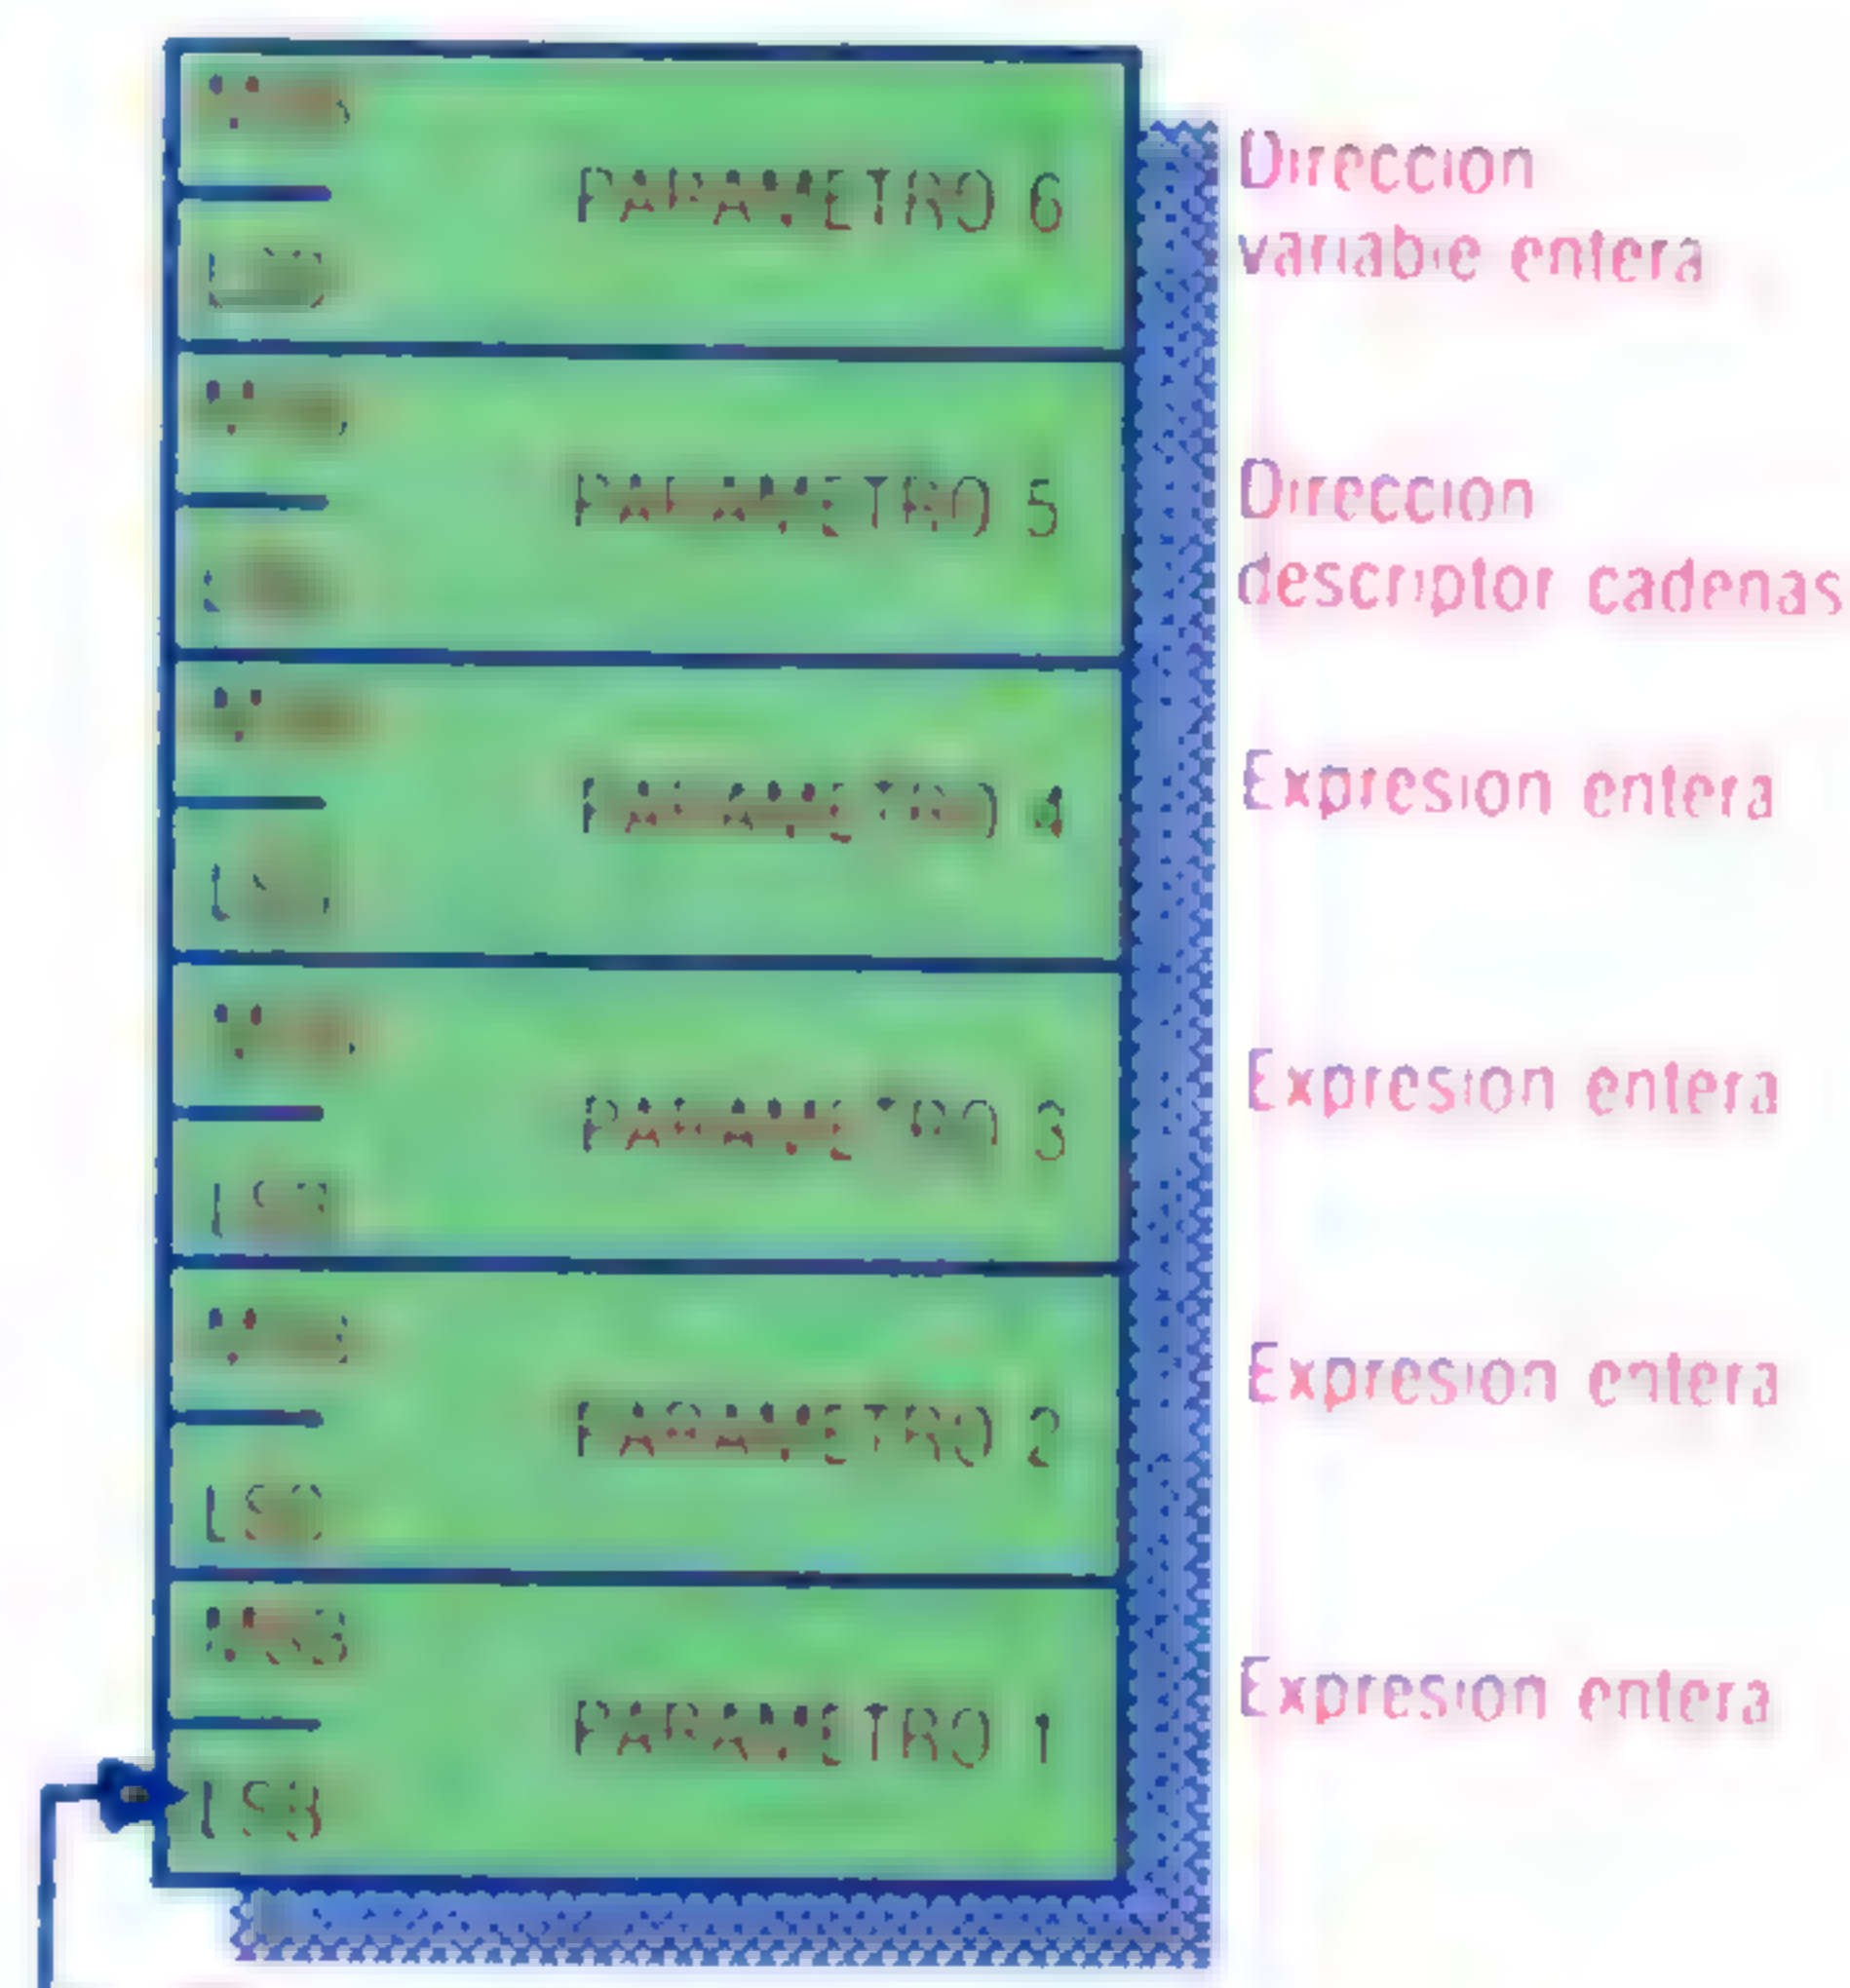 PARAMETRO 6
Direccion
variable entera
PARAMETRO 5
Direccion
descriptor cadenas
PARAMETRO 4
Expresion entera
PARAMETRO 3
LSB
Expresion entera
PARAMETRO 2
LSB
Expresion entera
MSB
PARAMETRO 1
LSB
Expresion entera